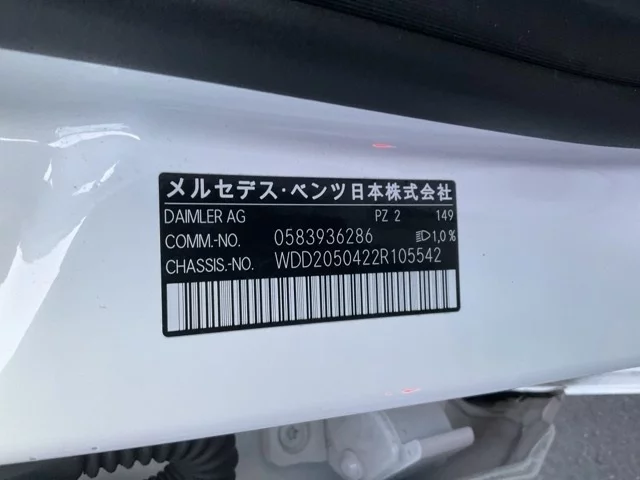 メルセデス・ベンツ日本株式会社
DAIMLER AG PZ 2 149
COMM.-NO. 0583936286 1,0%
CHASSIS.-NO. WDD2050422R105542